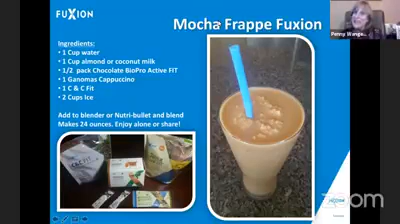 FUXION
Mocha Frappe Fuxion
Penny Wange...
Ingredients:
• 1 Cup water
• 1 Cup almond or coconut milk
• 1/2 pack Chocolate BioPro Active FIT
• 1 Ganomas Cappuccino
• 1 C & C Fit
• 2 Cups Ice
Add to blender or Nutri-bullet and blend
Makes 24 ounces. Enjoy alone or share!
zoom